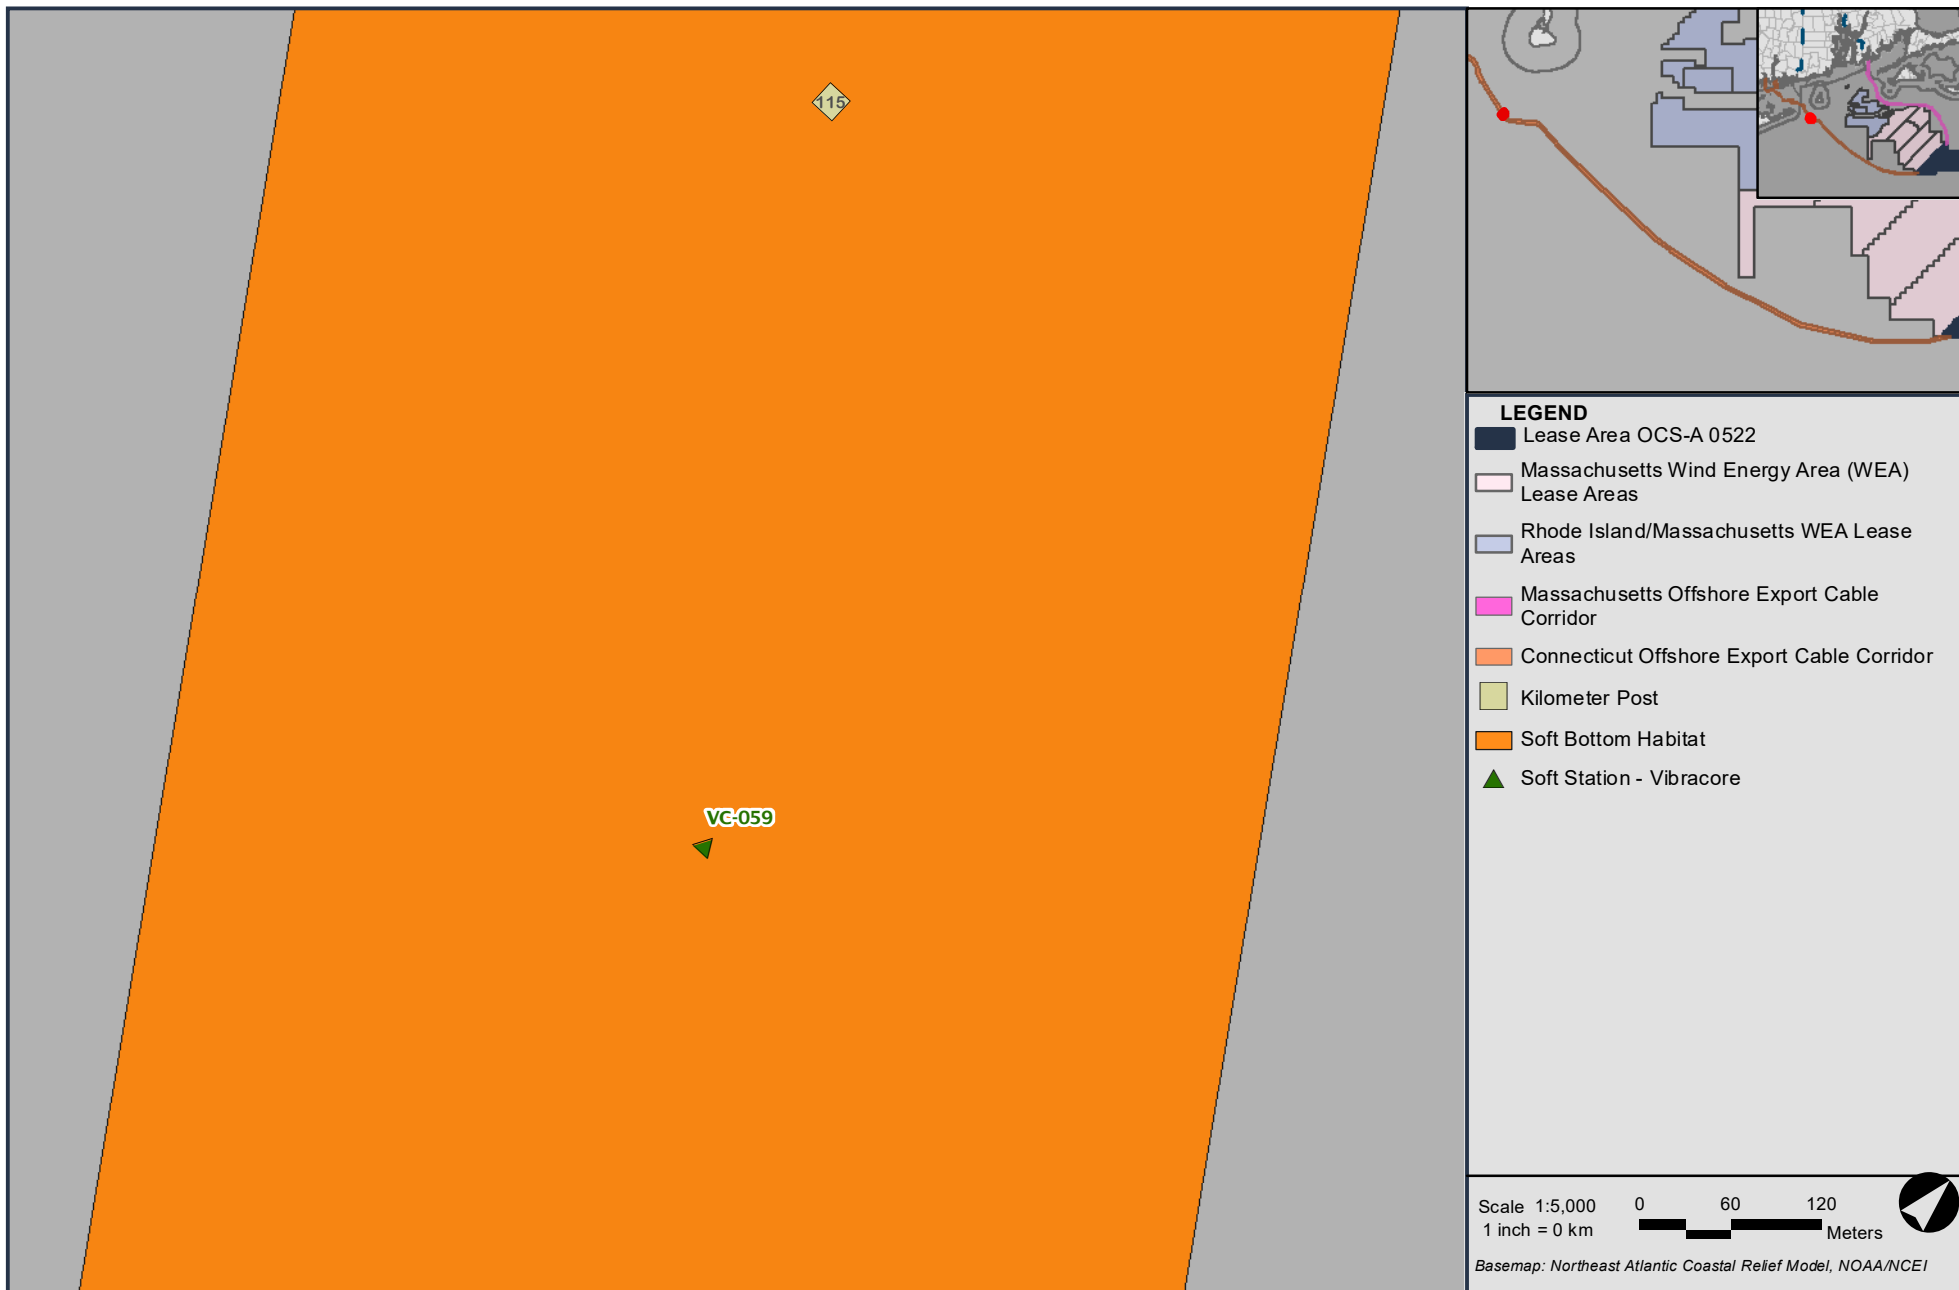 115
VC-059
LEGEND
Lease Area OCS-A 0522
Massachusetts Wind Energy Area (WEA)
Lease Areas
Rhode Island/Massachusetts WEA Lease
Areas
Massachusetts Offshore Export Cable
Corridor
Connecticut Offshore Export Cable Corridor
Kilometer Post
Soft Bottom Habitat
Soft Station - Vibracore
Scale 1:5,000
1 inch = 0 km
0 60 120
Meters
Basemap: Northeast Atlantic Coastal Relief Model, NOAA/NCEI